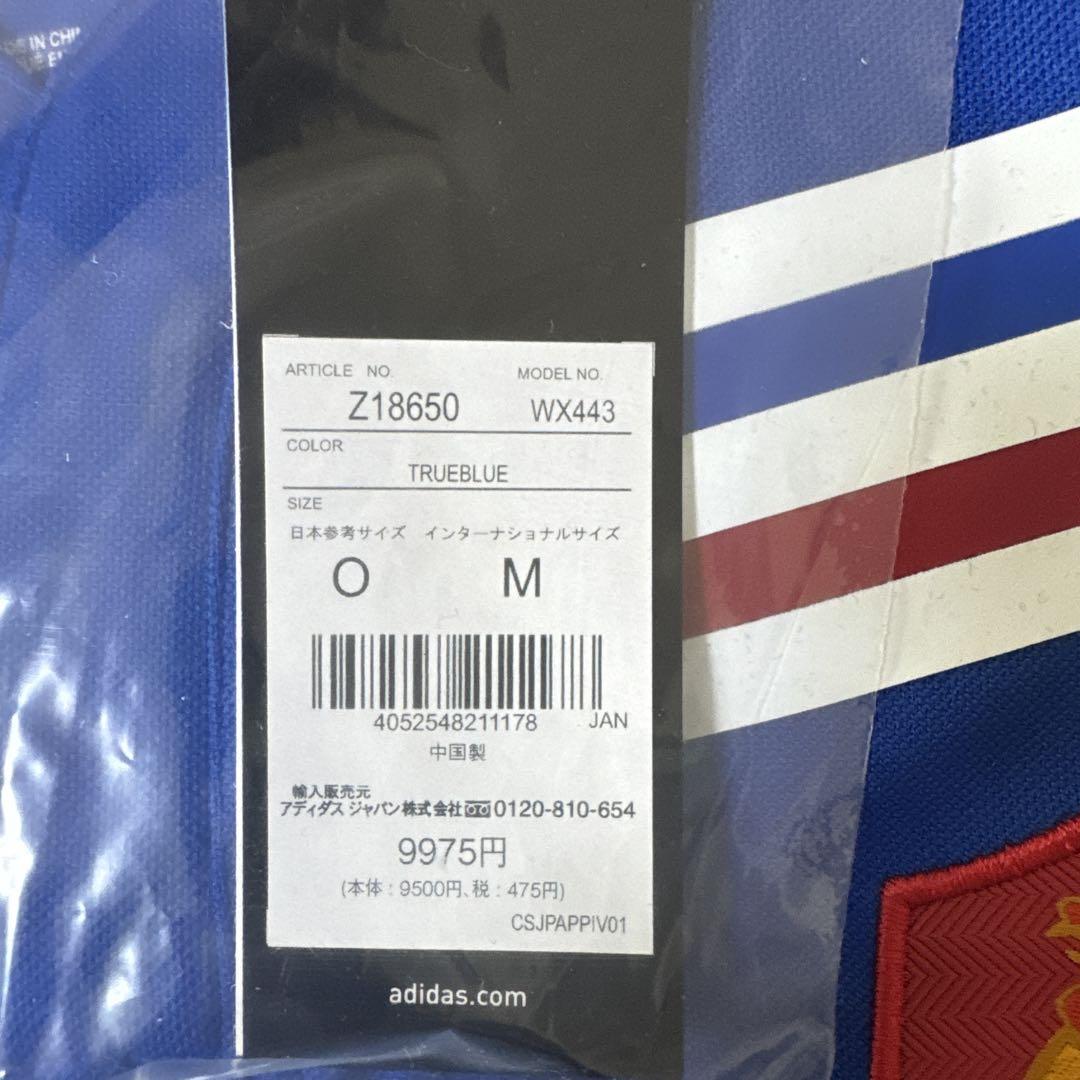 IN CHI
ARTICLE NO. MODEL NO.
Z18650 WX443
COLOR
TRUEBLUE
SIZE
日本参考サイズ インターナショナルサイズ
O M
4052548211178 JAN
中国製
輸入販売元
アディダス ジャパン株式会社 0120-810-654
9975円
(本体:9500円、税:475円)
CSJPAPPIV01
adidas.com